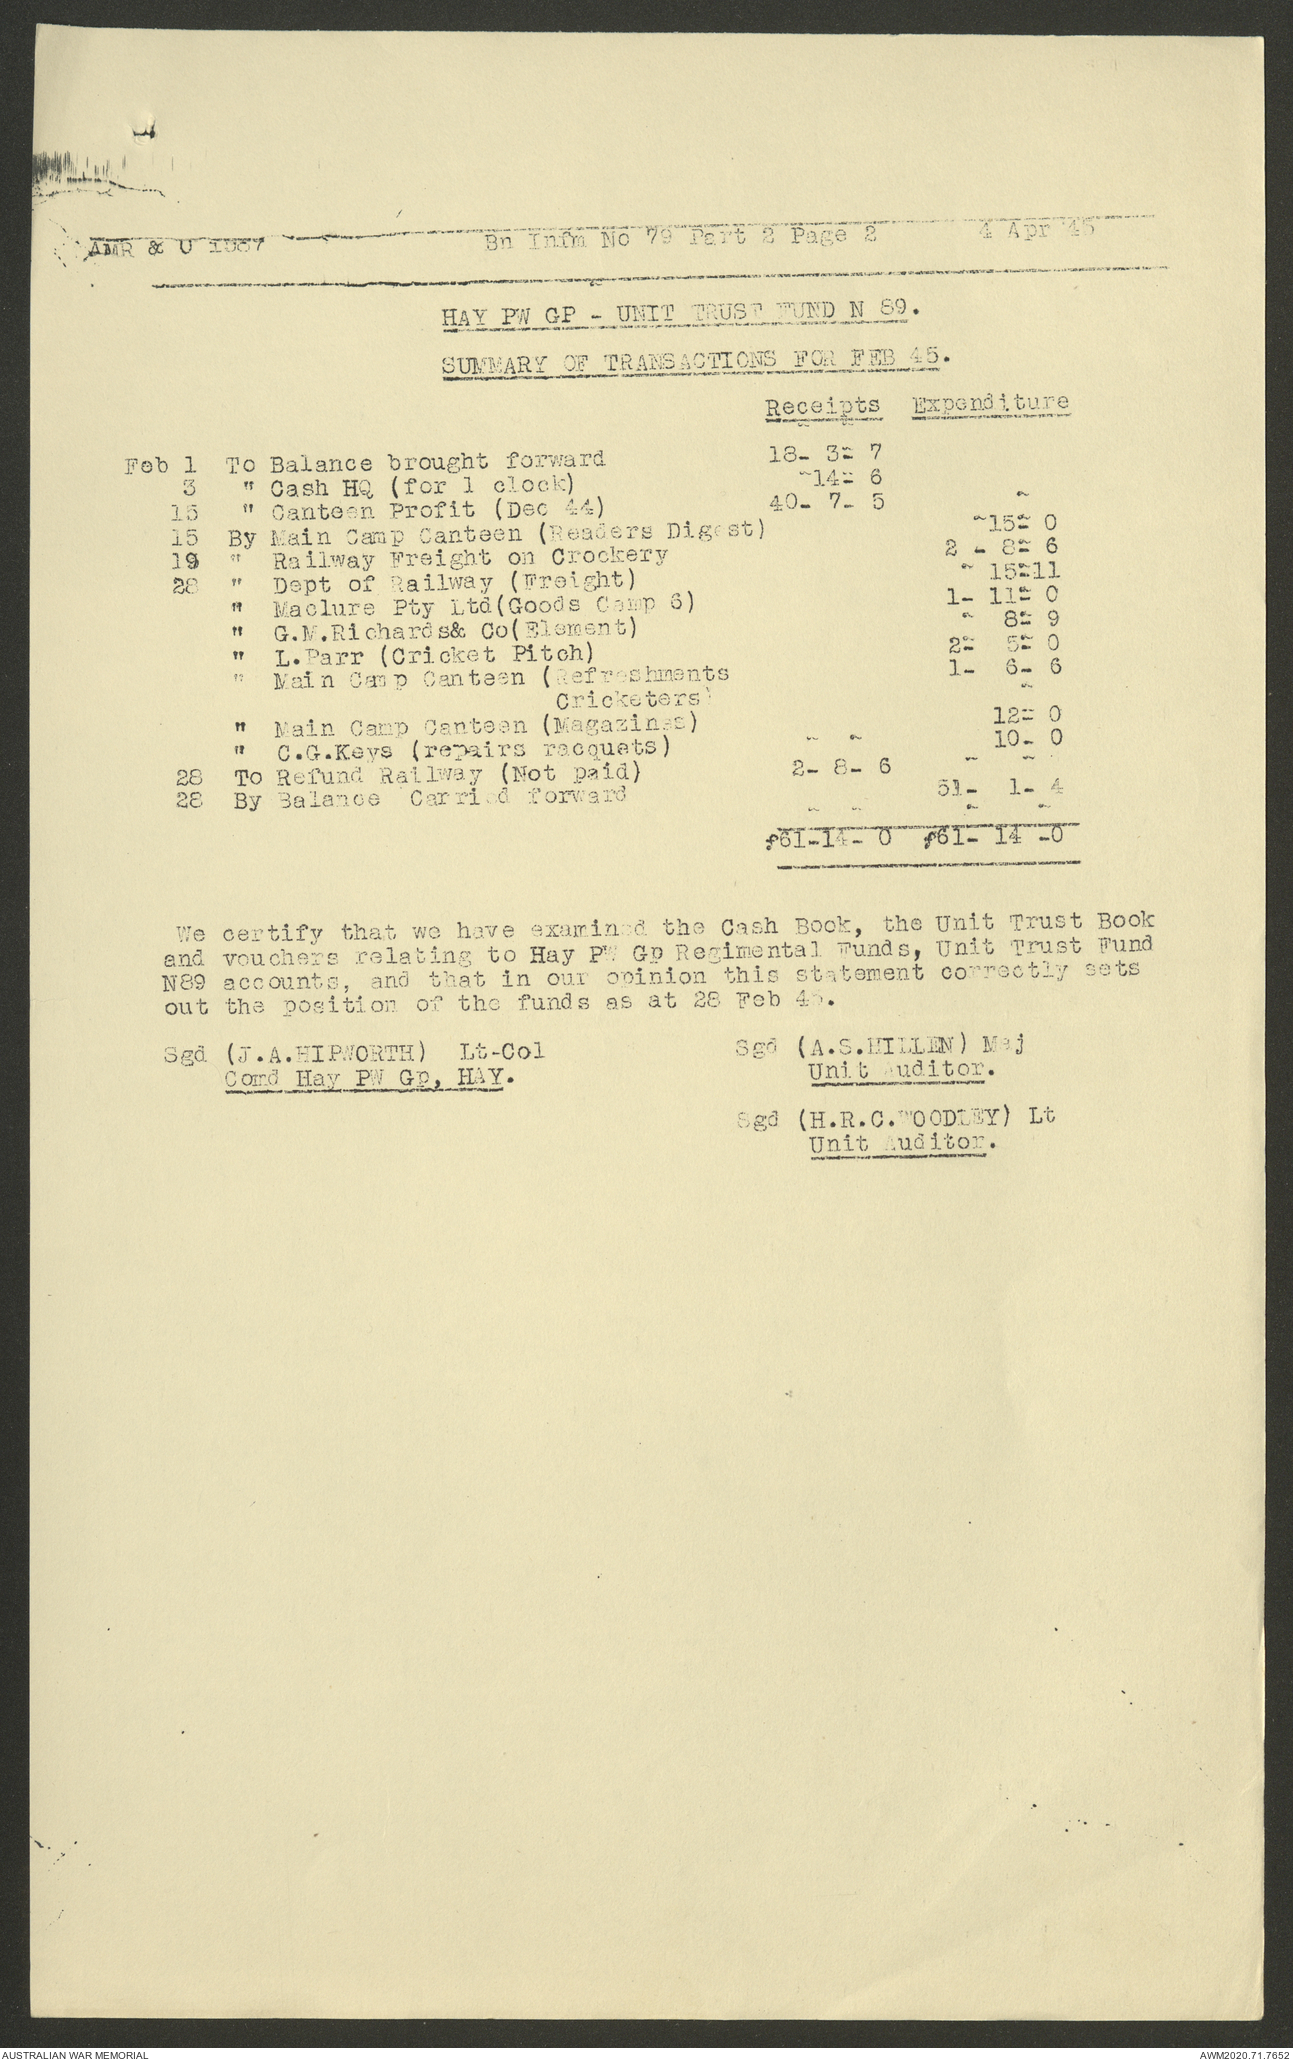 AMR & U 1887 Bn Infm No 79 Part 2 Page 2 4 Apr 45
HAY PW GP - UNIT TRUST FUND N 89.
SUMMARY OF TRANSACTIONS FOR FEB 45.
Receipts Expenditure
Feb 1 To Balance brought forward 18- 3- 7
3 " Cash HQ (for 1 clock) -14- 6
15 " Canteen Profit (Dec 44) 40- 7- 5
15 By Main Camp Canteen (Readers Digest) -15- 0
19 " Railway Freight on Crockery 2 - 8- 6
28 " Dept of Railway (Freight) - 15-11
" Maclure Pty Ltd(Goods Camp 6) 1- 11- 0
" G.M.Richards& Co(Element) - 8- 9
" L.Parr (Cricket Pitch) 2- 5- 0
" Main Camp Canteen (Refreshments 1- 6- 6
Cricketers)
" Main Camp Canteen (Magazines) 12- 0
" C.G.Keys (repairs racquets) 10- 0
28 To Refund Railway (Not paid) 2- 8- 6
28 By Balance Carried forward 51- 1- 4
£61-14- 0 £61- 14 -0
We certify that we have examined the Cash Book, the Unit Trust Book
and vouchers relating to Hay PW Gp Regimental Funds, Unit Trust Fund
N89 accounts, and that in our opinion this statement correctly sets
out the position of the funds as at 28 Feb 45.
Sgd (J.A.HIPWORTH) Lt-Col Sgd (A.S.HILLEN) Maj
Comd Hay PW Gp, HAY. Unit Auditor.
Sgd (H.R.C.WOODLEY) Lt
Unit Auditor.
AUSTRALIAN WAR MEMORIAL AWM2020.71.7652